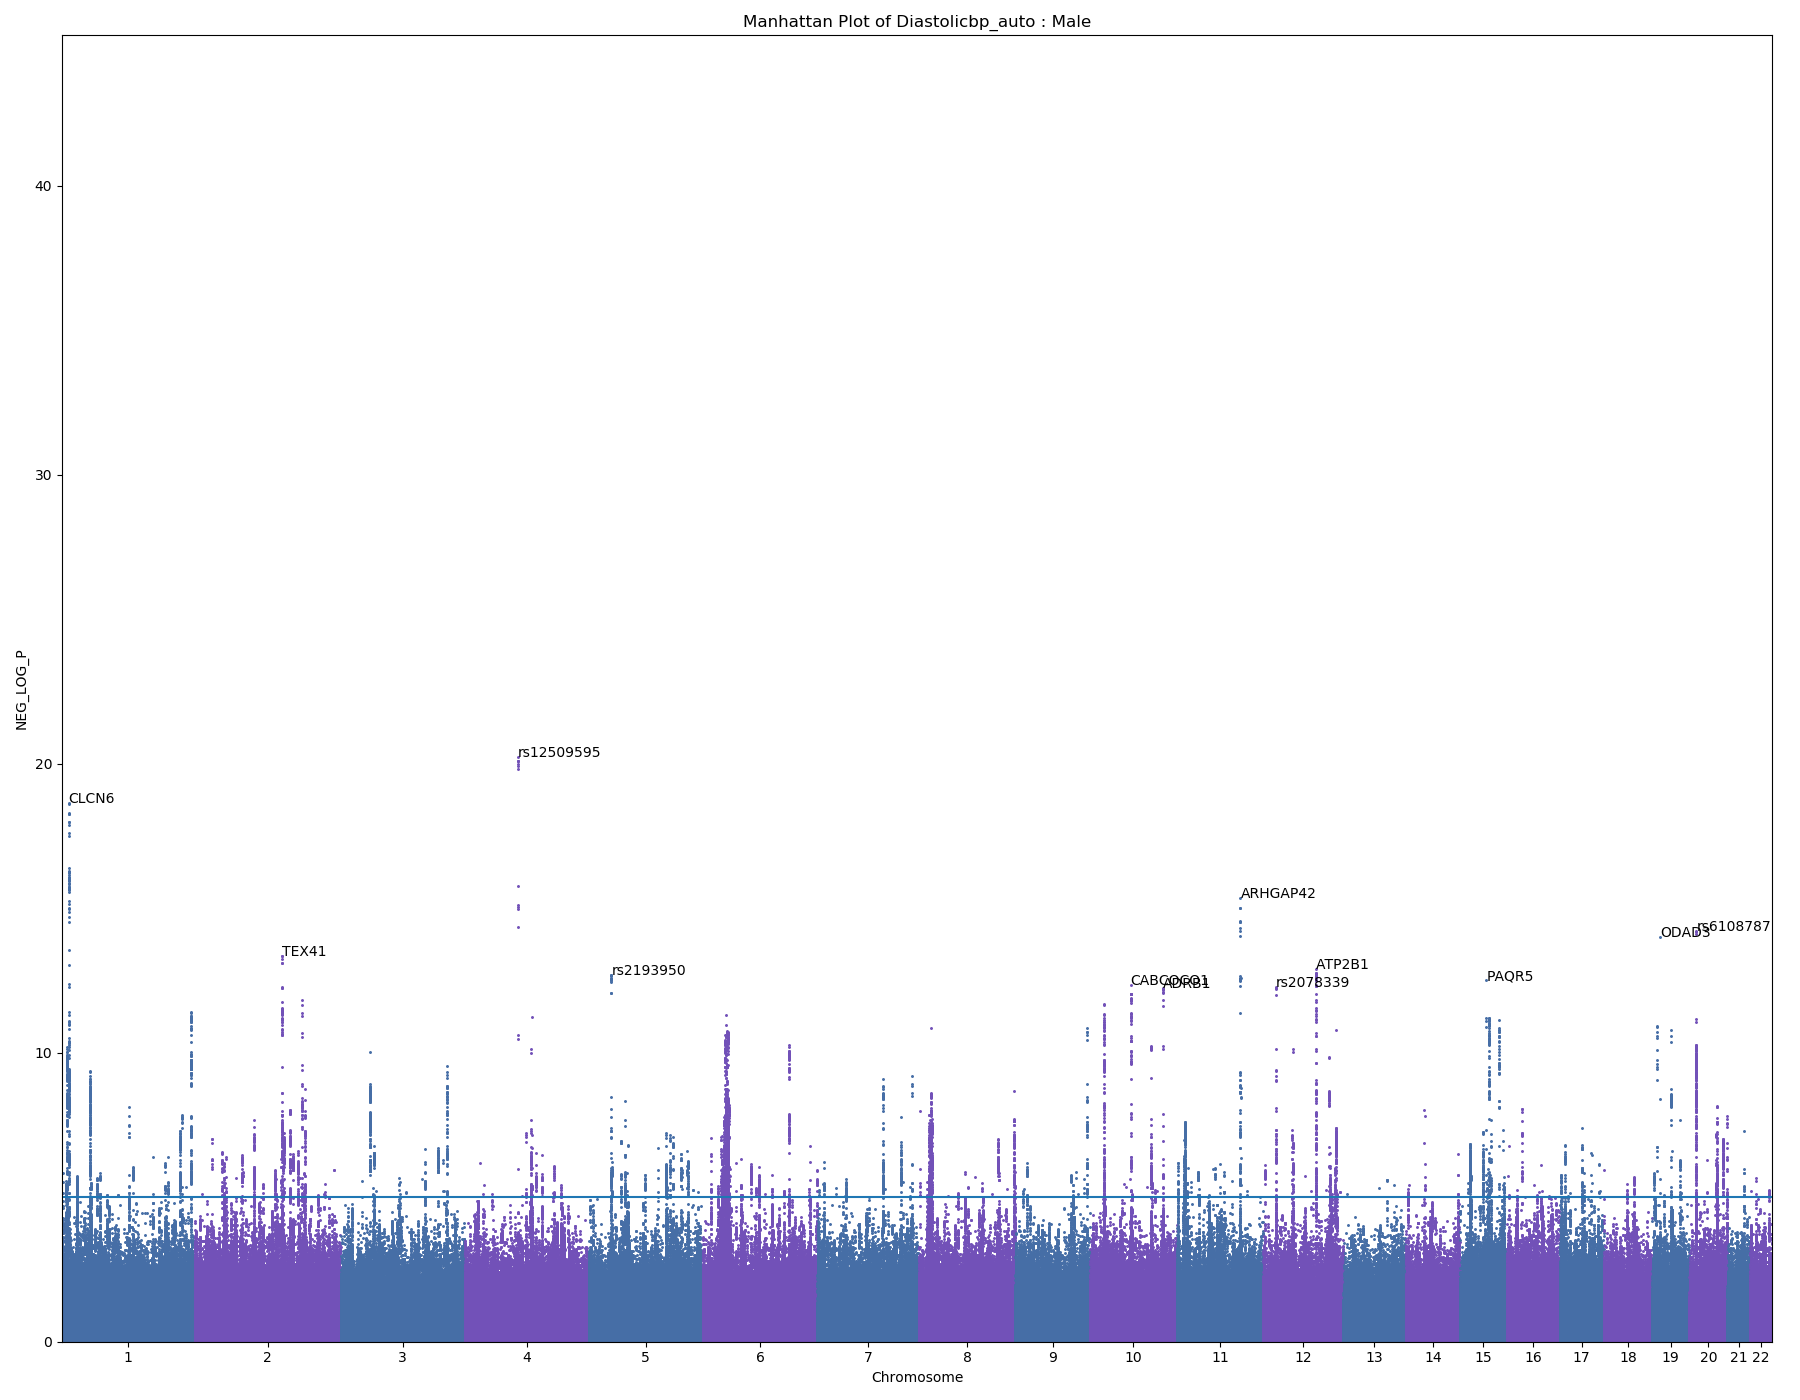 Manhattan Plot of Diastolicbp_auto : Male
NEG_LOG_P
40
30
20
10
0
rs12509595
CLCN6
ARHGAP42
rs6108787
ODAD3
TEX41
ATP2B1
rs2193950
PAQR5
CABCOCO1
ADRB1
rs2078339
1 2 3 4 5 6 7 8 9 10 11 12 13 14 15 16 17 18 19 20 21 22
Chromosome